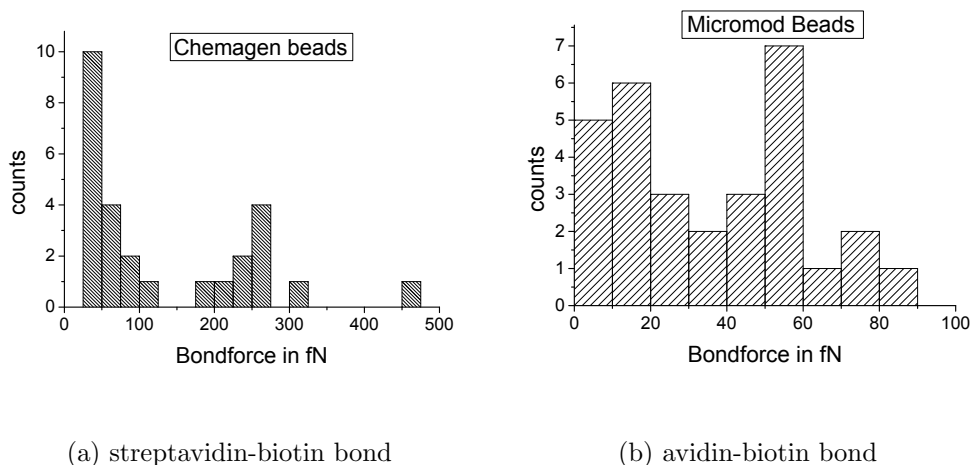 Chemagen beads
10
8
6
4
2
0
counts
0 100 200 300 400 500
Bondforce in fN
(a) streptavidin-biotin bond
Micromod Beads
7
6
5
4
3
2
1
0
counts
0 20 40 60 80 100
Bondforce in fN
(b) avidin-biotin bond